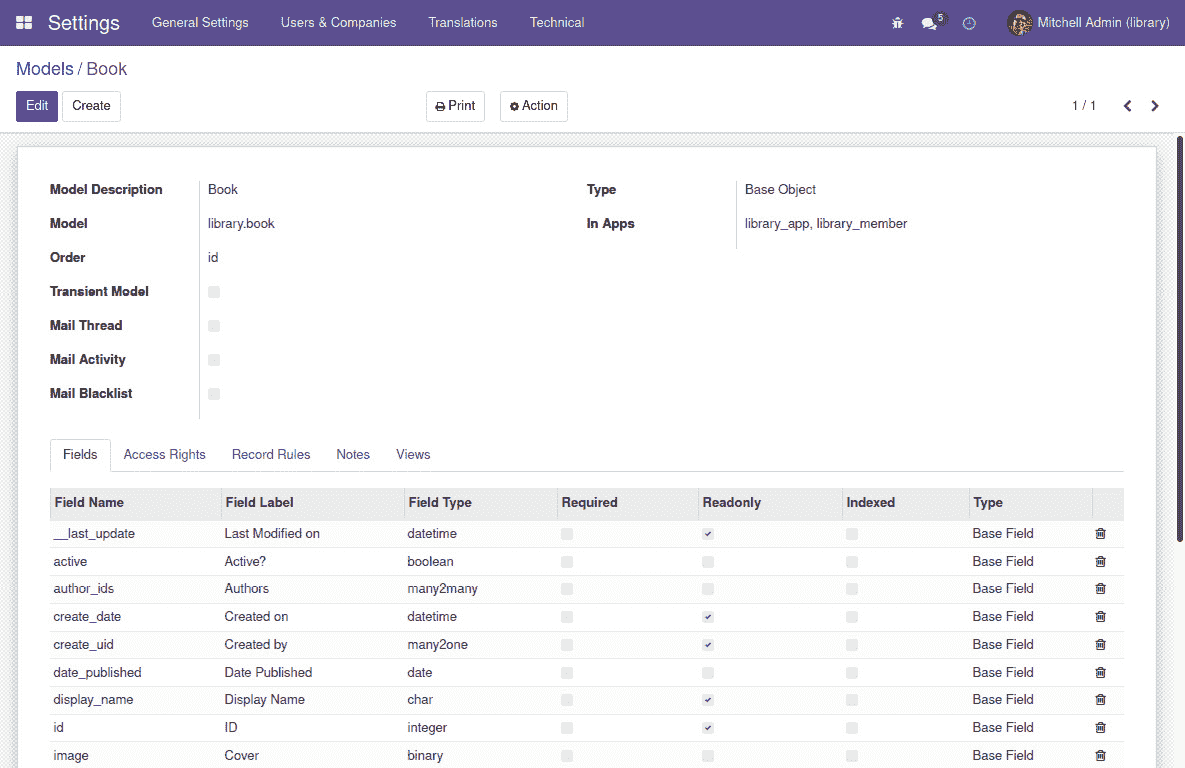 Settings General Settings Users & Companies Translations Technical 5 Mitchell Admin (library)
Models / Book
Edit Create Print Action 1 / 1
Model Description Book Type Base Object
Model library.book In Apps library_app, library_member
Order id
Transient Model
Mail Thread
Mail Activity
Mail Blacklist
Fields Access Rights Record Rules Notes Views
Field Name Field Label Field Type Required Readonly Indexed Type
__last_update Last Modified on datetime Base Field
active Active? boolean Base Field
author_ids Authors many2many Base Field
create_date Created on datetime Base Field
create_uid Created by many2one Base Field
date_published Date Published date Base Field
display_name Display Name char Base Field
id ID integer Base Field
image Cover binary Base Field